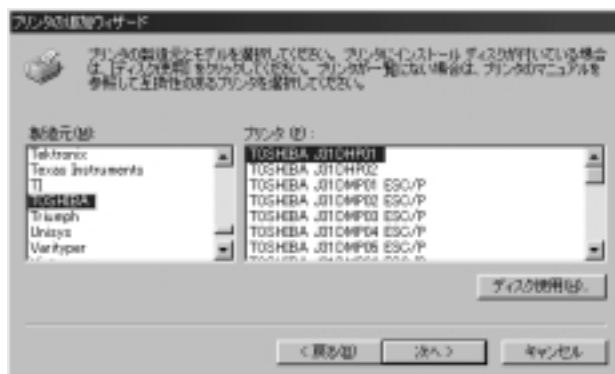 プリンタの追加ウィザード
プリンタの製造元とモデルを選択してください。プリンタにインストール ディスクが付いている場合
は、[ディスク使用] をクリックしてください。プリンタが一覧にない場合は、プリンタのマニュアルを
参照して互換性のあるプリンタを選択してください。
製造元(M):
Tektronix
Texas Instruments
TI
TOSHIBA
Triumph
Unisys
Varityper
プリンタ (P) :
TOSHIBA J31DHP01
TOSHIBA J31DHP02
TOSHIBA J31DMP01 ESC/P
TOSHIBA J31DMP02 ESC/P
TOSHIBA J31DMP03 ESC/P
TOSHIBA J31DMP04 ESC/P
TOSHIBA J31DMP05 ESC/P
ディスク使用(H)...
< 戻る(B)
次へ >
キャンセル